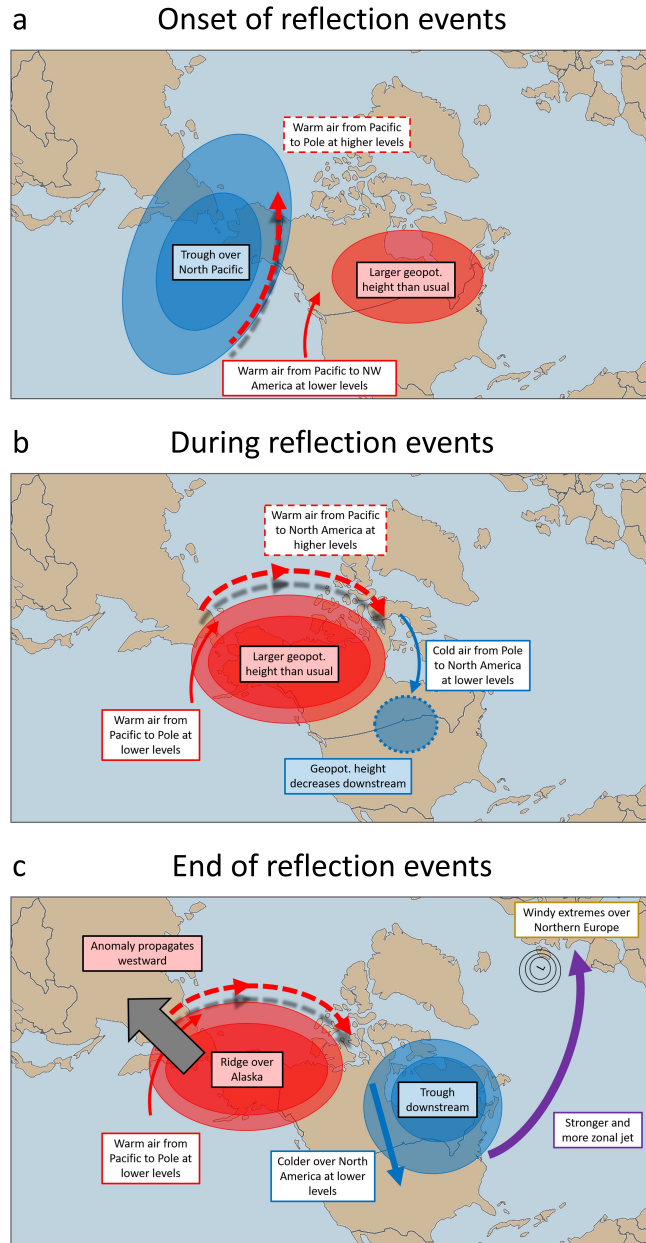 a
Onset of reflection events
Warm air from Pacific
to Pole at higher levels
Trough over
North Pacific
Larger geopot.
height than usual
Warm air from Pacific to NW
America at lower levels
b
During reflection events
Warm air from Pacific
to North America at
higher levels
Larger geopot.
height than usual
Cold air from Pole
to North America
at lower levels
Warm air from
Pacific to Pole at
lower levels
Geopot. height
decreases downstream
c
End of reflection events
Windy extremes over
Northern Europe
Anomaly propagates
westward
Ridge over
Alaska
Trough
downstream
Warm air from
Pacific to Pole at
lower levels
Colder over North
America at lower
levels
Stronger and
more zonal jet